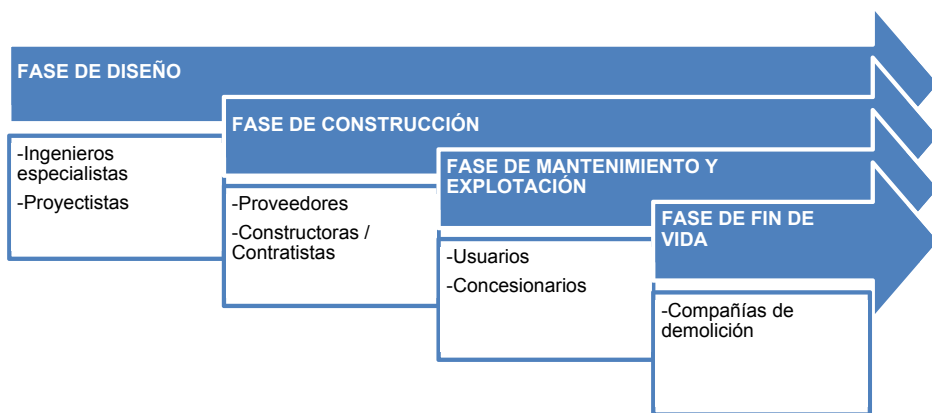 FASE DE DISEÑO
-Ingenieros
especialistas
-Proyectistas
FASE DE CONSTRUCCIÓN
-Proveedores
-Constructoras /
Contratistas
FASE DE MANTENIMIENTO Y
EXPLOTACIÓN
-Usuarios
-Concesionarios
FASE DE FIN DE
VIDA
-Compañías de
demolición